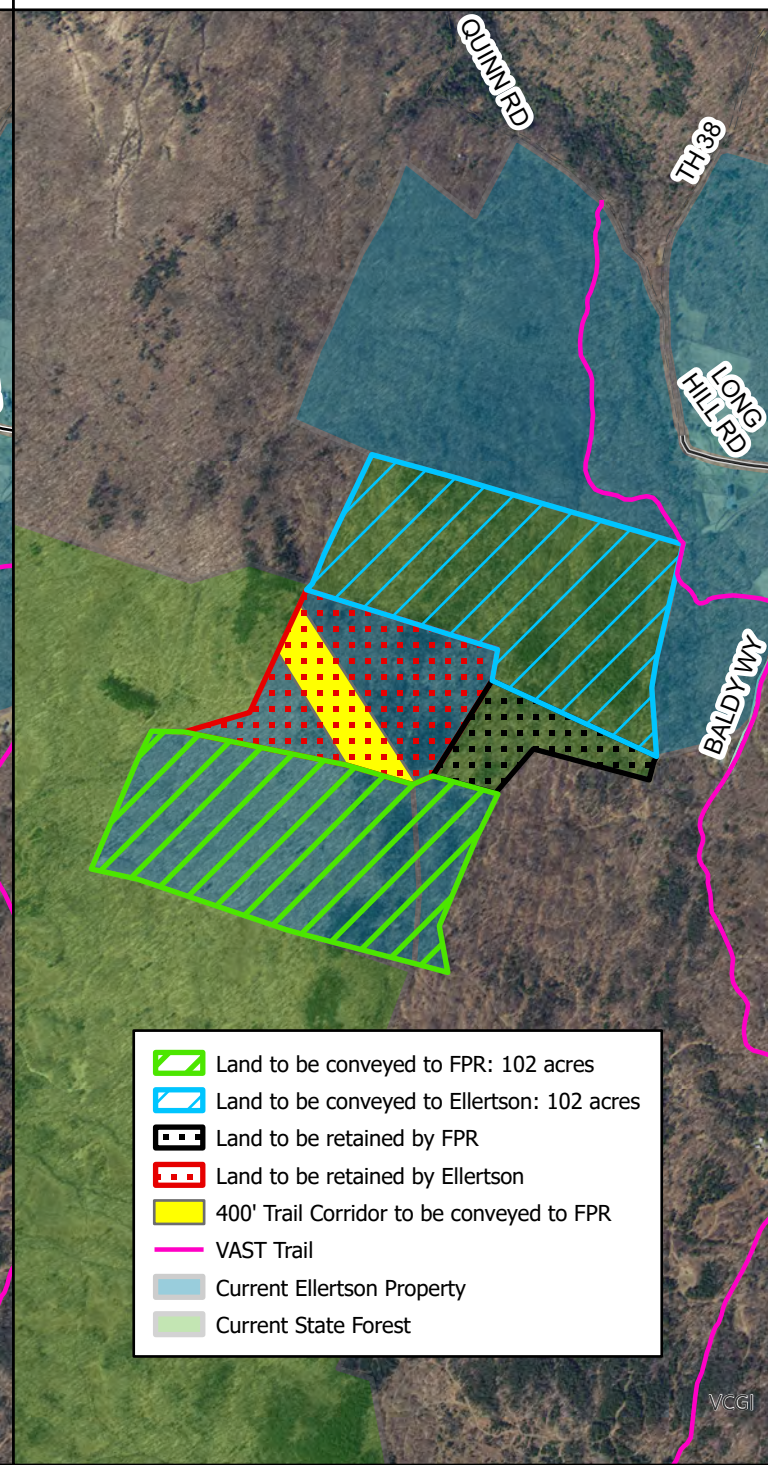 QUINN RD
TH 38
LONG
HILL RD
BALDY WY
Land to be conveyed to FPR: 102 acres
Land to be conveyed to Ellertson: 102 acres
Land to be retained by FPR
Land to be retained by Ellertson
400' Trail Corridor to be conveyed to FPR
VAST Trail
Current Ellertson Property
Current State Forest
VCGI